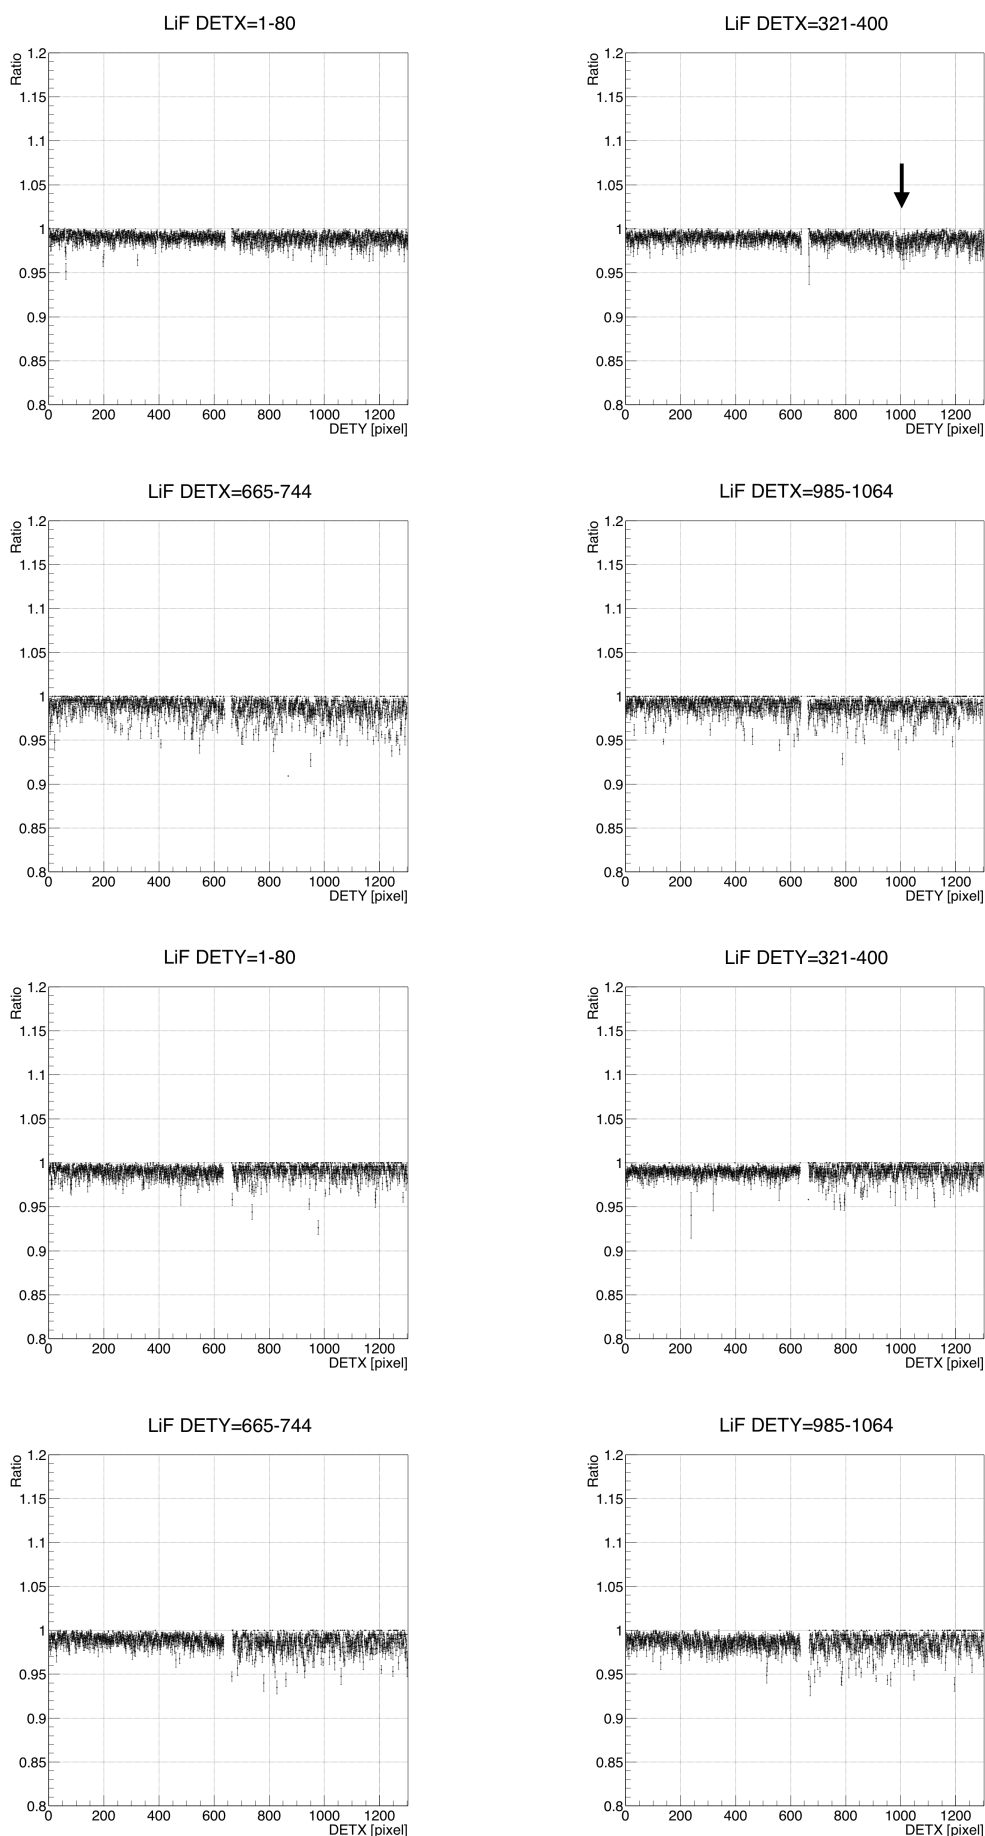 LiF DETX=1-80
Ratio
1.2
1.15
1.1
1.05
1
0.95
0.9
0.85
0.8
0 200 400 600 800 1000 1200
DETY [pixel]
LiF DETX=321-400
Ratio
1.2
1.15
1.1
1.05
1
0.95
0.9
0.85
0.8
0 200 400 600 800 1000 1200
DETY [pixel]
LiF DETX=665-744
Ratio
1.2
1.15
1.1
1.05
1
0.95
0.9
0.85
0.8
0 200 400 600 800 1000 1200
DETY [pixel]
LiF DETX=985-1064
Ratio
1.2
1.15
1.1
1.05
1
0.95
0.9
0.85
0.8
0 200 400 600 800 1000 1200
DETY [pixel]
LiF DETY=1-80
Ratio
1.2
1.15
1.1
1.05
1
0.95
0.9
0.85
0.8
0 200 400 600 800 1000 1200
DETX [pixel]
LiF DETY=321-400
Ratio
1.2
1.15
1.1
1.05
1
0.95
0.9
0.85
0.8
0 200 400 600 800 1000 1200
DETX [pixel]
LiF DETY=665-744
Ratio
1.2
1.15
1.1
1.05
1
0.95
0.9
0.85
0.8
0 200 400 600 800 1000 1200
DETX [pixel]
LiF DETY=985-1064
Ratio
1.2
1.15
1.1
1.05
1
0.95
0.9
0.85
0.8
0 200 400 600 800 1000 1200
DETX [pixel]